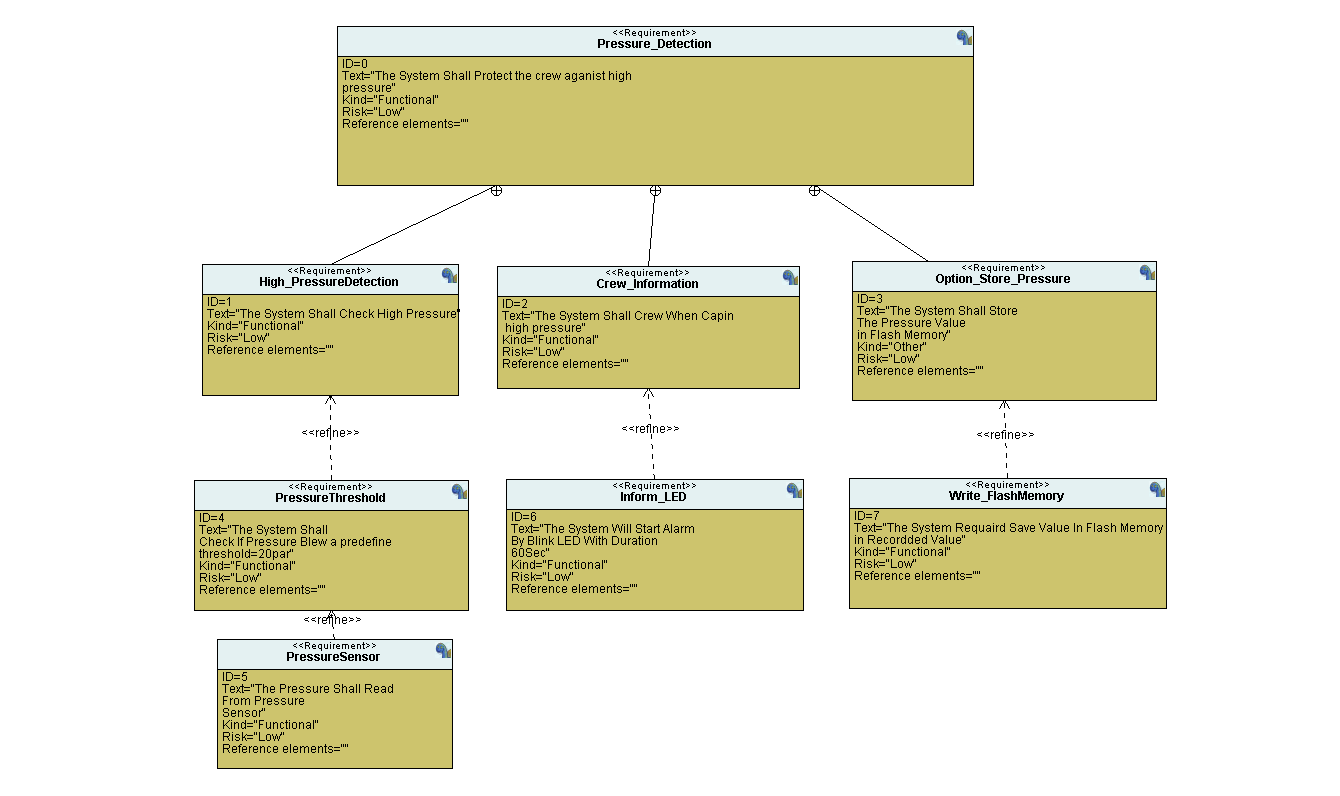 <<Requirement>>
Pressure_Detection
ID=0
Text="The System Shall Protect the crew aganist high
pressure"
Kind="Functional"
Risk="Low"
Reference elements=""
<<Requirement>>
High_PressureDetection
ID=1
Text="The System Shall Check High Pressure"
Kind="Functional"
Risk="Low"
Reference elements=""
<<Requirement>>
Crew_Information
ID=2
Text="The System Shall Crew When Capin
high pressure"
Kind="Functional"
Risk="Low"
Reference elements=""
<<Requirement>>
Option_Store_Pressure
ID=3
Text="The System Shall Store
The Pressure Value
in Flash Memory"
Kind="Other"
Risk="Low"
Reference elements=""
<<refine>>
<<refine>>
<<refine>>
<<Requirement>>
PressureThreshold
ID=4
Text="The System Shall
Check If Pressure Blew a predefine
threshold=20par"
Kind="Functional"
Risk="Low"
Reference elements=""
<<Requirement>>
Inform_LED
ID=6
Text="The System Will Start Alarm
By Blink LED With Duration
60Sec"
Kind="Functional"
Risk="Low"
Reference elements=""
<<Requirement>>
Write_FlashMemory
ID=7
Text="The System Requaird Save Value In Flash Memory
in Recordded Value"
Kind="Functional"
Risk="Low"
Reference elements=""
<<refine>>
<<Requirement>>
PressureSensor
ID=5
Text="The Pressure Shall Read
From Pressure
Sensor"
Kind="Functional"
Risk="Low"
Reference elements=""